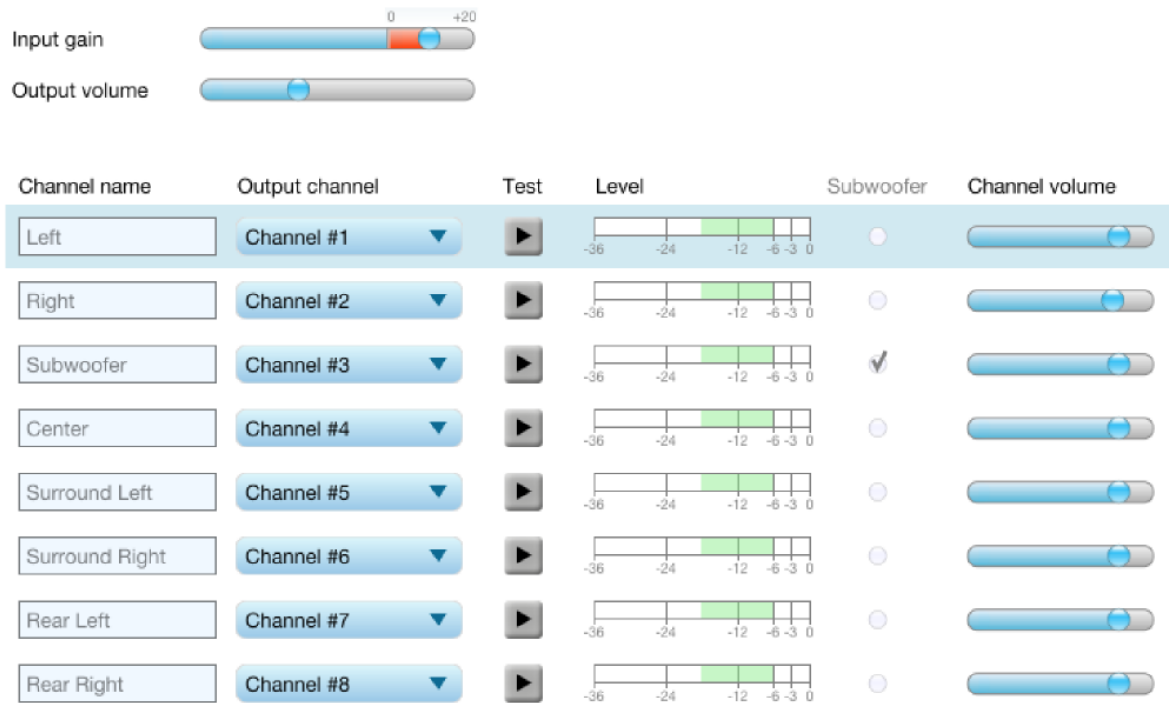 0 +20
Input gain
Output volume
Channel name Output channel Test Level Subwoofer Channel volume
Left Channel #1 -36 -24 -12 -6 -3 0
Right Channel #2 -36 -24 -12 -6 -3 0
Subwoofer Channel #3 -36 -24 -12 -6 -3 0
Center Channel #4 -36 -24 -12 -6 -3 0
Surround Left Channel #5 -36 -24 -12 -6 -3 0
Surround Right Channel #6 -36 -24 -12 -6 -3 0
Rear Left Channel #7 -36 -24 -12 -6 -3 0
Rear Right Channel #8 -36 -24 -12 -6 -3 0